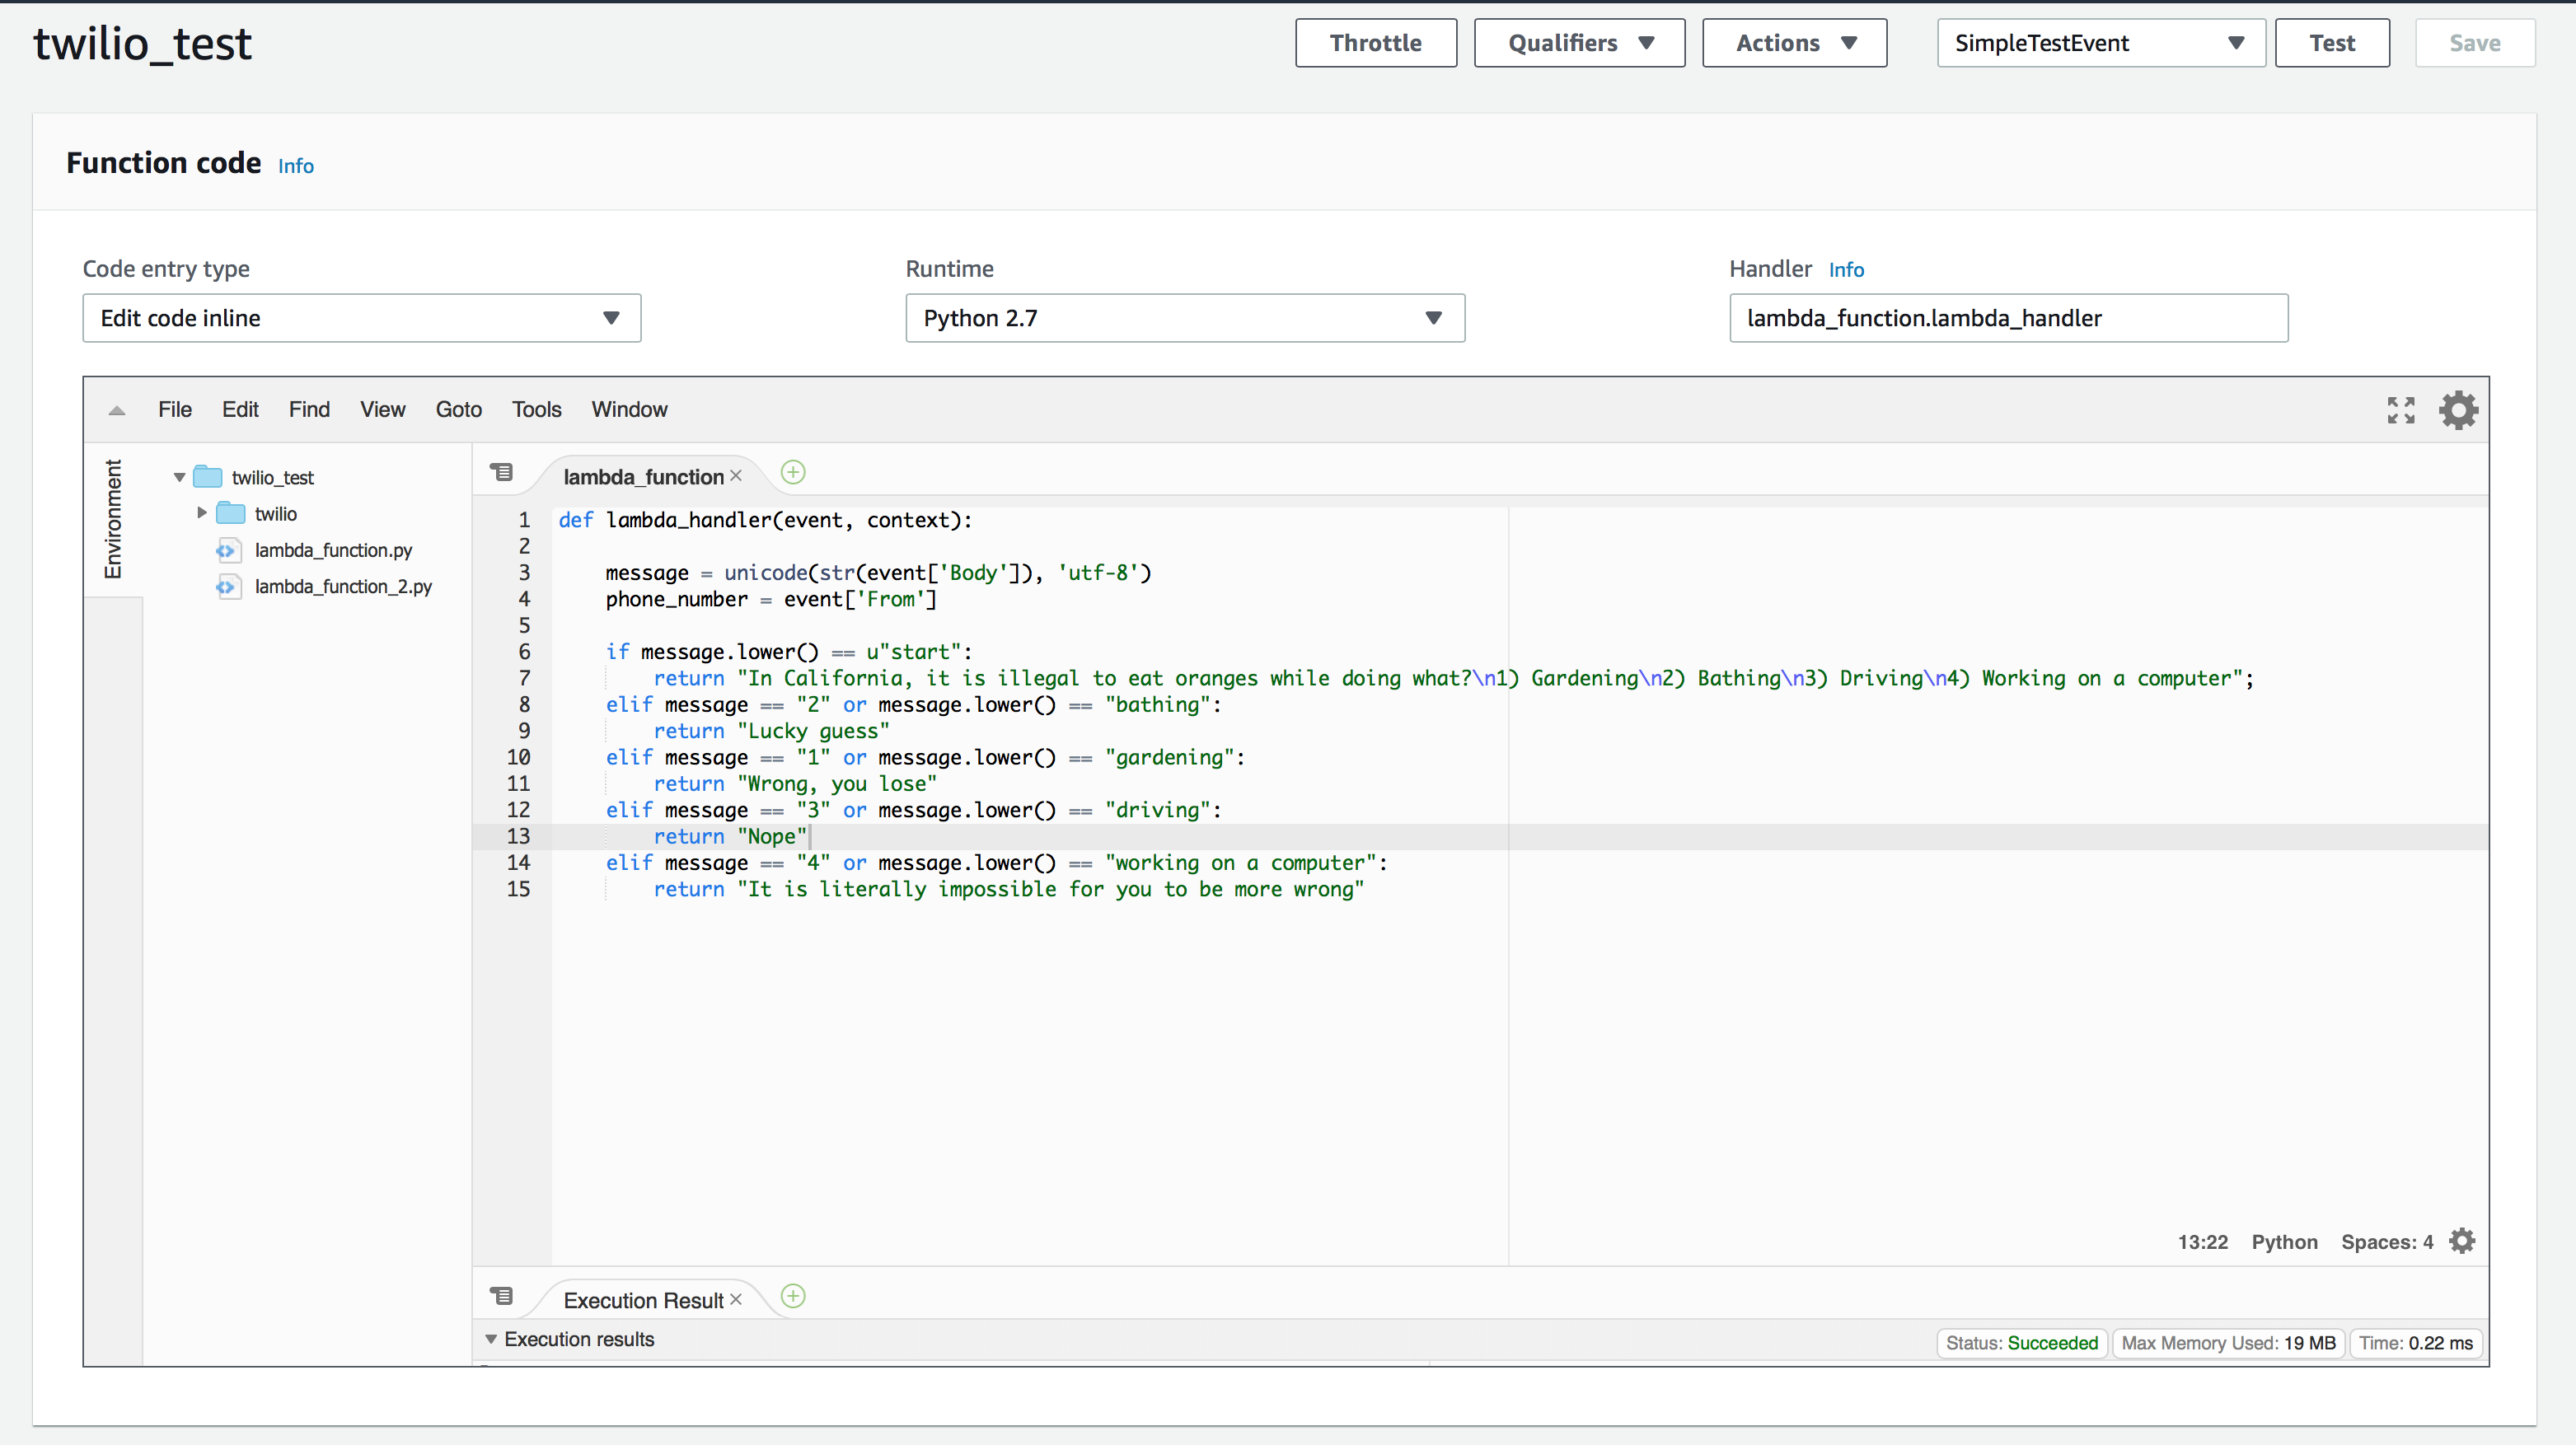 twilio_test
Throttle Qualifiers Actions SimpleTestEvent Test Save
Function code Info
Code entry type Runtime Handler Info
Edit code inline Python 2.7 lambda_function.lambda_handler
File Edit Find View Goto Tools Window
Environment
twilio_test
twilio
lambda_function.py
lambda_function_2.py
lambda_function
1 def lambda_handler(event, context):
2
3     message = unicode(str(event['Body']), 'utf-8')
4     phone_number = event['From']
5
6     if message.lower() == u"start":
7         return "In California, it is illegal to eat oranges while doing what?\n1) Gardening\n2) Bathing\n3) Driving\n4) Working on a computer";
8     elif message == "2" or message.lower() == "bathing":
9         return "Lucky guess"
10     elif message == "1" or message.lower() == "gardening":
11         return "Wrong, you lose"
12     elif message == "3" or message.lower() == "driving":
13         return "Nope"
14     elif message == "4" or message.lower() == "working on a computer":
15         return "It is literally impossible for you to be more wrong"
13:22 Python Spaces: 4
Execution Result
Execution results Status: Succeeded Max Memory Used: 19 MB Time: 0.22 ms